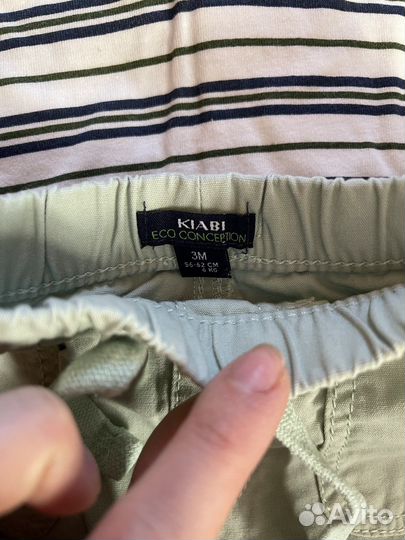 KIABI
ECO CONCEPTION
3M
56-62 CM
6 KG
Avito